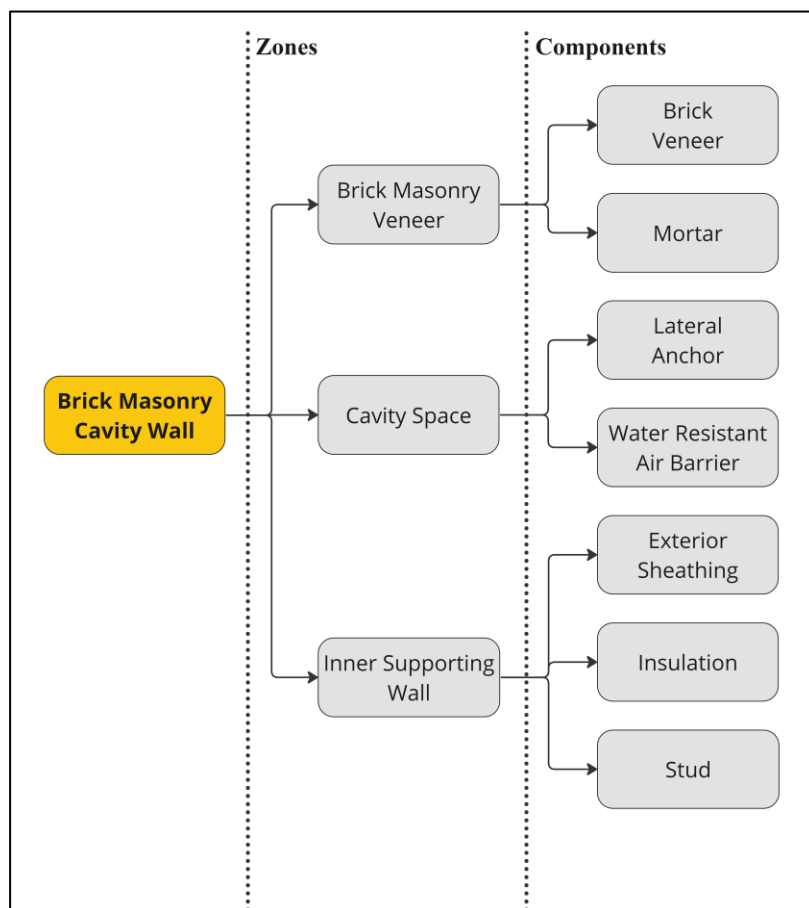 Zones
Components
Brick
Veneer
Brick Masonry
Veneer
Mortar
Lateral
Anchor
Brick Masonry
Cavity Wall
Cavity Space
Water Resistant
Air Barrier
Exterior
Sheathing
Inner Supporting
Wall
Insulation
Stud